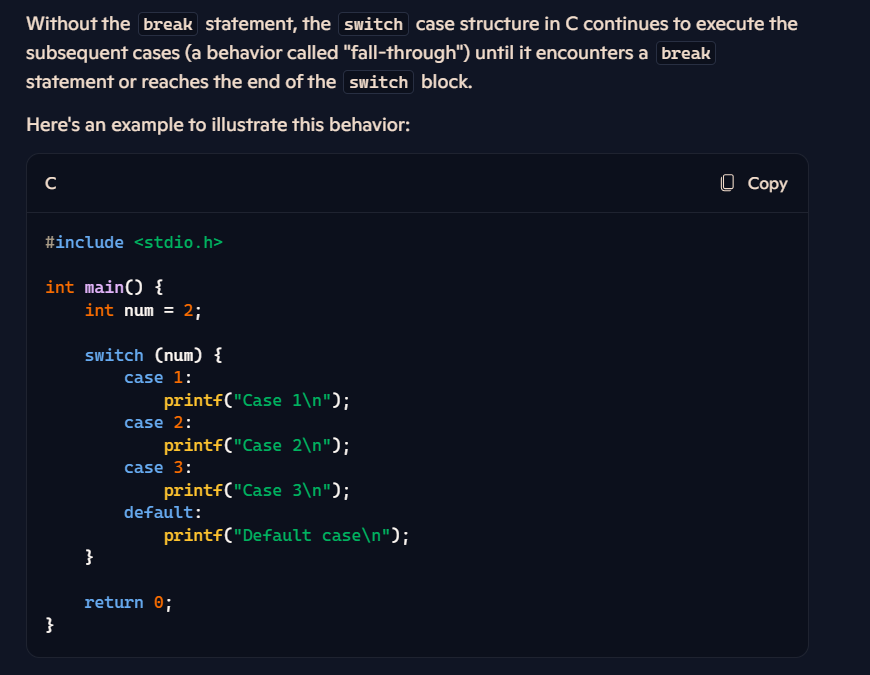 Without the break statement, the switch case structure in C continues to execute the
subsequent cases (a behavior called "fall-through") until it encounters a break
statement or reaches the end of the switch block.
Here's an example to illustrate this behavior:
C
Copy
#include <stdio.h>
int main() {
    int num = 2;
    switch (num) {
        case 1:
            printf("Case 1\n");
        case 2:
            printf("Case 2\n");
        case 3:
            printf("Case 3\n");
        default:
            printf("Default case\n");
    }
    return 0;
}